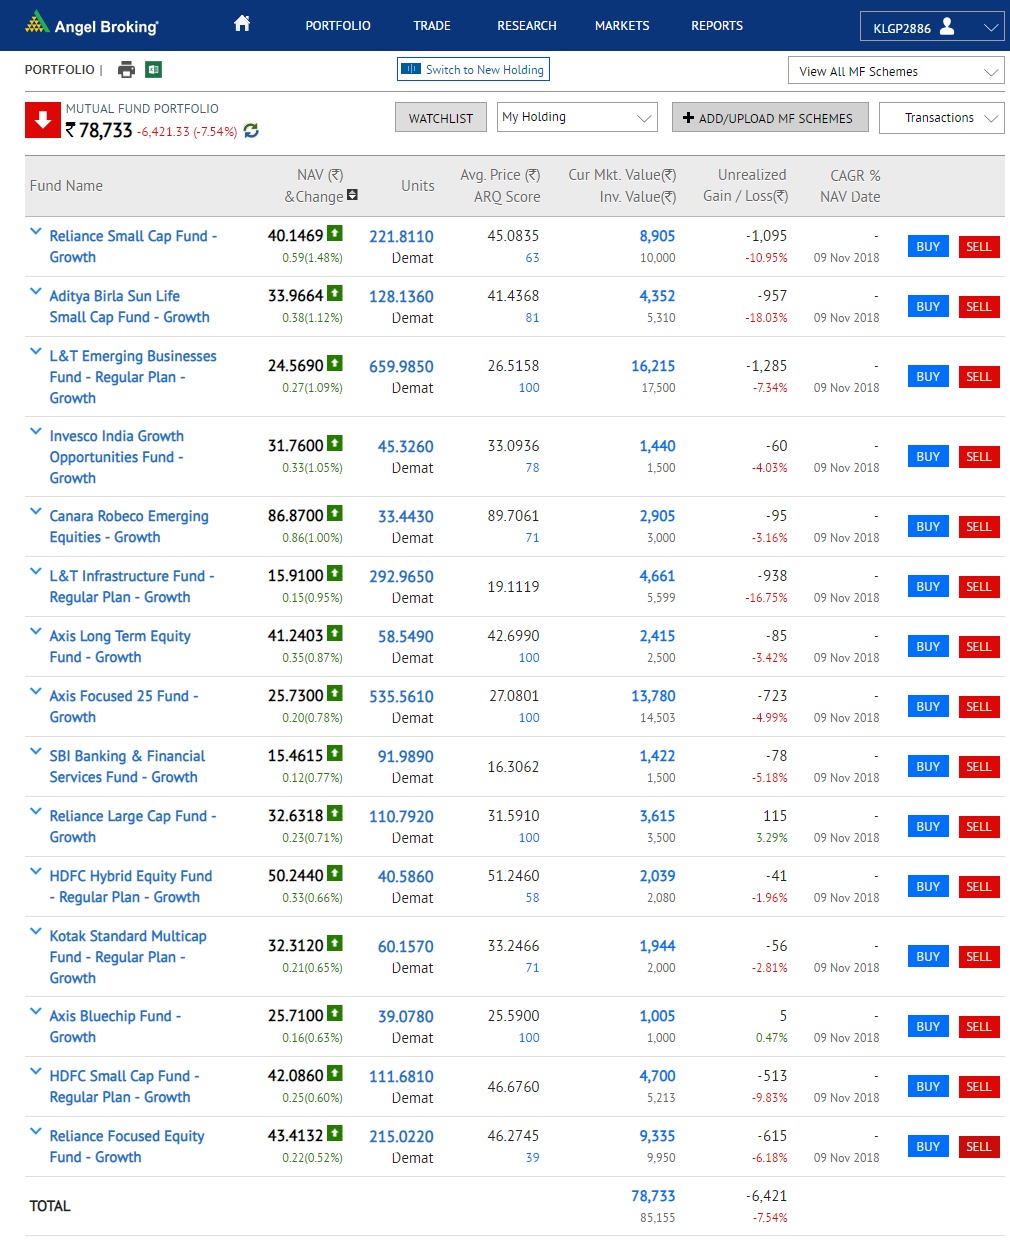 Angel Broking
PORTFOLIO TRADE RESEARCH MARKETS REPORTS KLGP2886
PORTFOLIO | Switch to New Holding View All MF Schemes
MUTUAL FUND PORTFOLIO
₹ 78,733 -6,421.33 (-7.54%) WATCHLIST My Holding ADD/UPLOAD MF SCHEMES Transactions
Fund Name NAV (₹) &Change Units Avg. Price (₹) ARQ Score Cur Mkt. Value(₹) Inv. Value(₹) Unrealized Gain / Loss(₹) CAGR % NAV Date
Reliance Small Cap Fund - 40.1469 221.8110 45.0835 8,905 -1,095 - BUY SELL
Growth 0.59(1.48%) Demat 63 10,000 -10.95% 09 Nov 2018
Aditya Birla Sun Life 33.9664 128.1360 41.4368 4,352 -957 - BUY SELL
Small Cap Fund - Growth 0.38(1.12%) Demat 81 5,310 -18.03% 09 Nov 2018
L&T Emerging Businesses
Fund - Regular Plan - 24.5690 659.9850 26.5158 16,215 -1,285 - BUY SELL
Growth 0.27(1.09%) Demat 100 17,500 -7.34% 09 Nov 2018
Invesco India Growth
Opportunities Fund - 31.7600 45.3260 33.0936 1,440 -60 - BUY SELL
Growth 0.33(1.05%) Demat 78 1,500 -4.03% 09 Nov 2018
Canara Robeco Emerging 86.8700 33.4430 89.7061 2,905 -95 - BUY SELL
Equities - Growth 0.86(1.00%) Demat 71 3,000 -3.16% 09 Nov 2018
L&T Infrastructure Fund - 15.9100 292.9650 19.1119 4,661 -938 - BUY SELL
Regular Plan - Growth 0.15(0.95%) Demat 5,599 -16.75% 09 Nov 2018
Axis Long Term Equity 41.2403 58.5490 42.6990 2,415 -85 - BUY SELL
Fund - Growth 0.35(0.87%) Demat 100 2,500 -3.42% 09 Nov 2018
Axis Focused 25 Fund - 25.7300 535.5610 27.0801 13,780 -723 - BUY SELL
Growth 0.20(0.78%) Demat 100 14,503 -4.99% 09 Nov 2018
SBI Banking & Financial 15.4615 91.9890 16.3062 1,422 -78 - BUY SELL
Services Fund - Growth 0.12(0.77%) Demat 1,500 -5.18% 09 Nov 2018
Reliance Large Cap Fund - 32.6318 110.7920 31.5910 3,615 115 - BUY SELL
Growth 0.23(0.71%) Demat 100 3,500 3.29% 09 Nov 2018
HDFC Hybrid Equity Fund 50.2440 40.5860 51.2460 2,039 -41 - BUY SELL
- Regular Plan - Growth 0.33(0.66%) Demat 58 2,080 -1.96% 09 Nov 2018
Kotak Standard Multicap
Fund - Regular Plan - 32.3120 60.1570 33.2466 1,944 -56 - BUY SELL
Growth 0.21(0.65%) Demat 71 2,000 -2.81% 09 Nov 2018
Axis Bluechip Fund - 25.7100 39.0780 25.5900 1,005 5 - BUY SELL
Growth 0.16(0.63%) Demat 100 1,000 0.47% 09 Nov 2018
HDFC Small Cap Fund - 42.0860 111.6810 46.6760 4,700 -513 - BUY SELL
Regular Plan - Growth 0.25(0.60%) Demat 5,213 -9.83% 09 Nov 2018
Reliance Focused Equity 43.4132 215.0220 46.2745 9,335 -615 - BUY SELL
Fund - Growth 0.22(0.52%) Demat 39 9,950 -6.18% 09 Nov 2018
TOTAL 78,733 -6,421
85,155 -7.54%